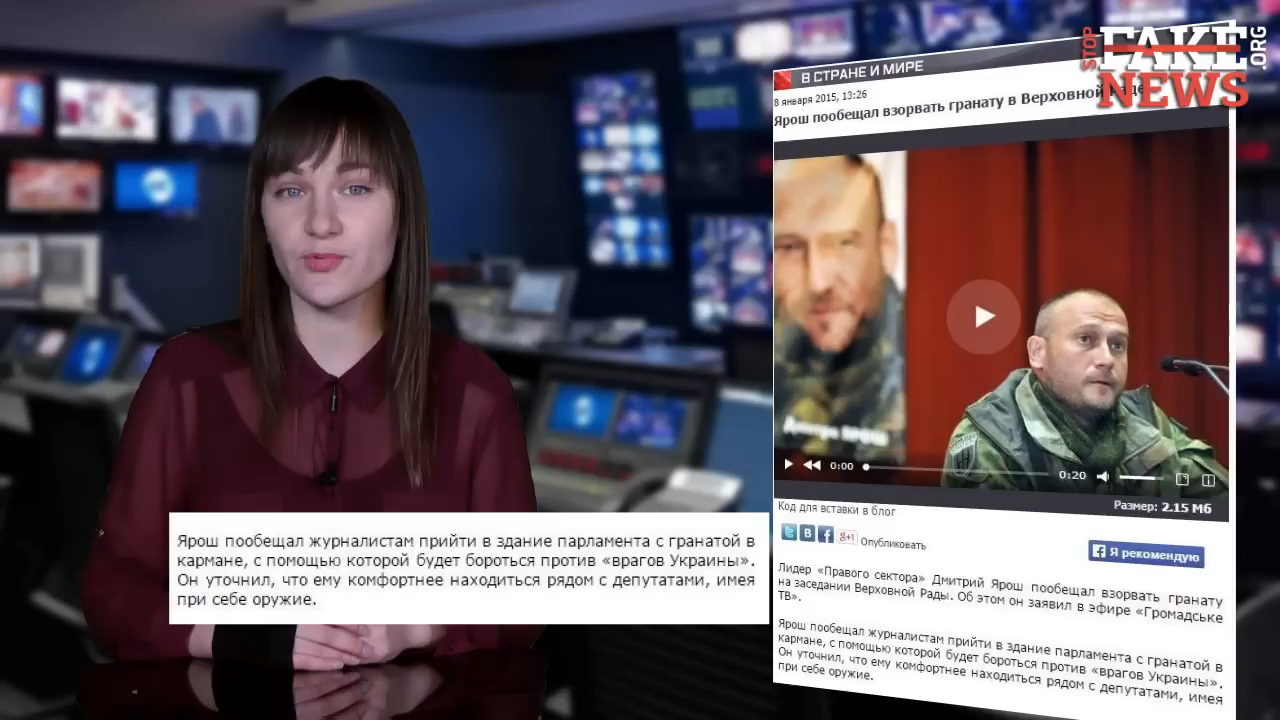 STOP
FAKE
NEWS
.ORG
В СТРАНЕ И МИРЕ
8 января 2015, 13:26
Ярош пообещал взорвать гранату в Верховной Раде
0:00
0:20
Размер: 2.15 Мб
Код для вставки в блог
g+1 Опубликовать
Я рекомендую
Лидер «Правого сектора» Дмитрий Ярош пообещал взорвать гранату
на заседании Верховной Рады. Об этом он заявил в эфире «Громадське
ТВ».
Ярош пообещал журналистам прийти в здание парламента с гранатой в
кармане, с помощью которой будет бороться против «врагов Украины».
Он уточнил, что ему комфортнее находиться рядом с депутатами, имея
при себе оружие.
Ярош пообещал журналистам прийти в здание парламента с гранатой в
кармане, с помощью которой будет бороться против «врагов Украины».
Он уточнил, что ему комфортнее находиться рядом с депутатами, имея
при себе оружие.